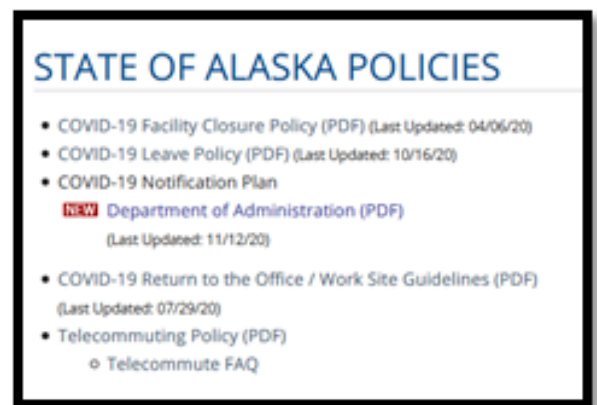 STATE OF ALASKA POLICIES
• COVID-19 Facility Closure Policy (PDF) (Last Updated: 04/06/20)
• COVID-19 Leave Policy (PDF) (Last Updated: 10/16/20)
• COVID-19 Notification Plan
NEW Department of Administration (PDF)
(Last Updated: 11/12/20)
• COVID-19 Return to the Office / Work Site Guidelines (PDF)
(Last Updated: 07/29/20)
• Telecommuting Policy (PDF)
o Telecommute FAQ